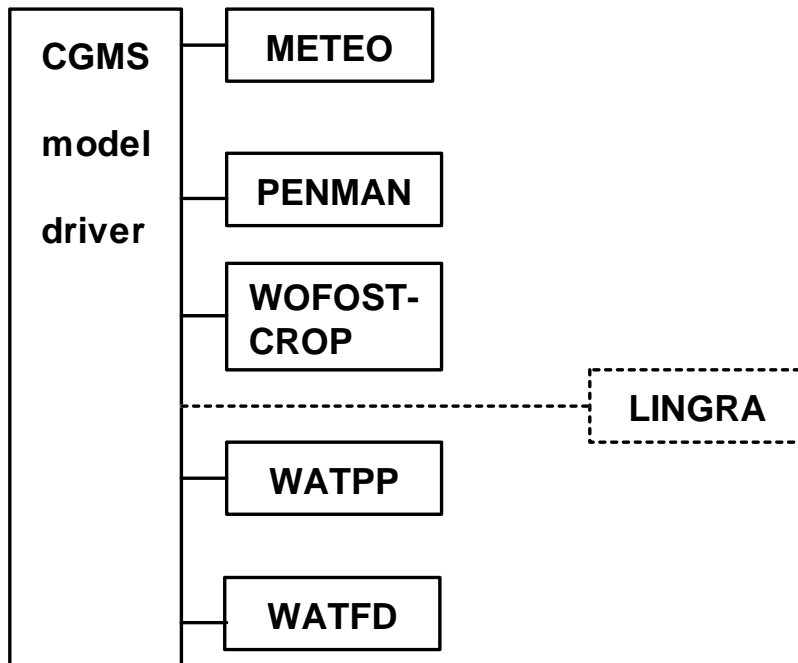 CGMS
model
driver
METEO
PENMAN
WOFOST-
CROP
LINGRA
WATPP
WATFD